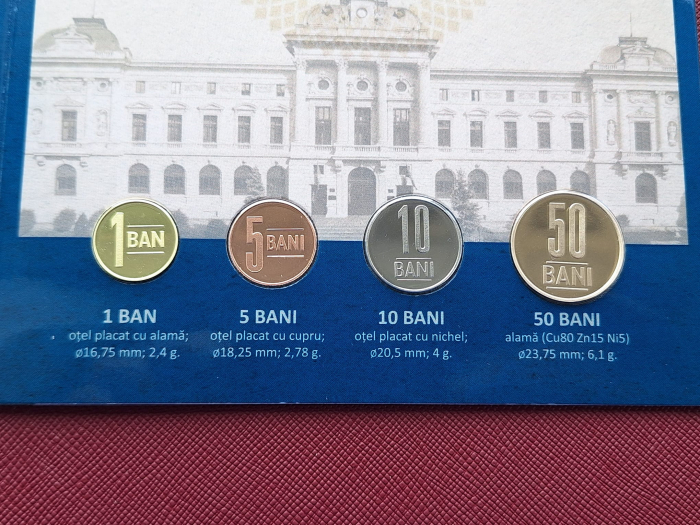 1 BAN
5 BANI
10
BANI
50
BANI
1 BAN
oțel placat cu alamă;
ø16,75 mm; 2,4 g.
5 BANI
oțel placat cu cupru;
ø18,25 mm; 2,78 g.
10 BANI
oțel placat cu nichel;
ø20,5 mm; 4 g.
50 BANI
alamă (Cu80 Zn15 Ni5)
ø23,75 mm; 6,1 g.